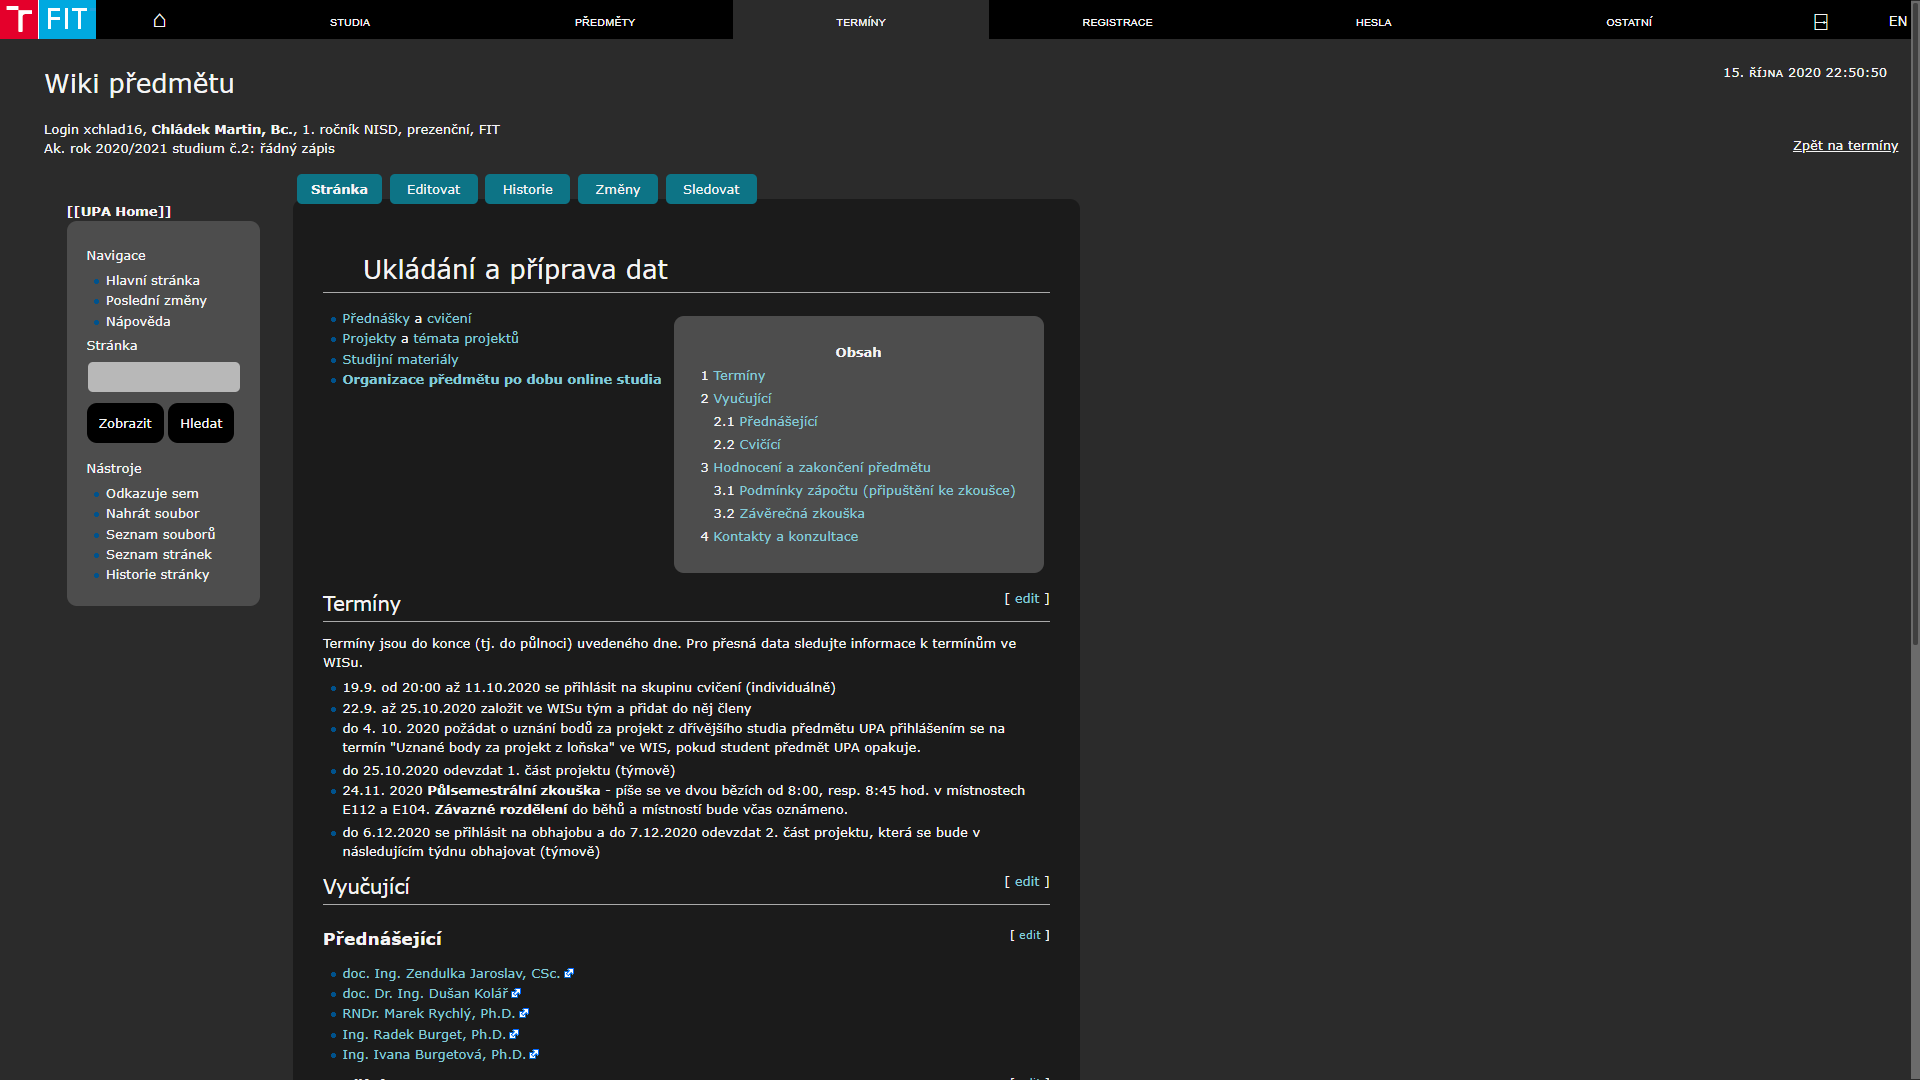 FIT
STUDIA
PŘEDMĚTY
TERMÍNY
REGISTRACE
HESLA
OSTATNÍ
EN
Wiki předmětu
15. ŘÍJNA 2020 22:50:50
Login xchlad16, Chládek Martin, Bc., 1. ročník NISD, prezenční, FIT
Ak. rok 2020/2021 studium č.2: řádný zápis
Zpět na termíny
Stránka
Editovat
Historie
Změny
Sledovat
[[UPA Home]]
Navigace
Hlavní stránka
Poslední změny
Nápověda
Stránka
Zobrazit
Hledat
Nástroje
Odkazuje sem
Nahrát soubor
Seznam souborů
Seznam stránek
Historie stránky
Ukládání a příprava dat
Přednášky a cvičení
Projekty a témata projektů
Studijní materiály
Organizace předmětu po dobu online studia
Obsah
1 Termíny
2 Vyučující
2.1 Přednášející
2.2 Cvičící
3 Hodnocení a zakončení předmětu
3.1 Podmínky zápočtu (připuštění ke zkoušce)
3.2 Závěrečná zkouška
4 Kontakty a konzultace
Termíny
[ edit ]
Termíny jsou do konce (tj. do půlnoci) uvedeného dne. Pro přesná data sledujte informace k termínům ve
WISu.
19.9. od 20:00 až 11.10.2020 se přihlásit na skupinu cvičení (individuálně)
22.9. až 25.10.2020 založit ve WISu tým a přidat do něj členy
do 4. 10. 2020 požádat o uznání bodů za projekt z dřívějšího studia předmětu UPA přihlášením se na
termín "Uznané body za projekt z loňska" ve WIS, pokud student předmět UPA opakuje.
do 25.10.2020 odevzdat 1. část projektu (týmově)
24.11. 2020 Půlsemestrální zkouška - píše se ve dvou bězích od 8:00, resp. 8:45 hod. v místnostech
E112 a E104. Závazné rozdělení do běhů a místností bude včas oznámeno.
do 6.12.2020 se přihlásit na obhajobu a do 7.12.2020 odevzdat 2. část projektu, která se bude v
následujícím týdnu obhajovat (týmově)
Vyučující
[ edit ]
Přednášející
[ edit ]
doc. Ing. Zendulka Jaroslav, CSc.
doc. Dr. Ing. Dušan Kolář
RNDr. Marek Rychlý, Ph.D.
Ing. Radek Burget, Ph.D.
Ing. Ivana Burgetová, Ph.D.